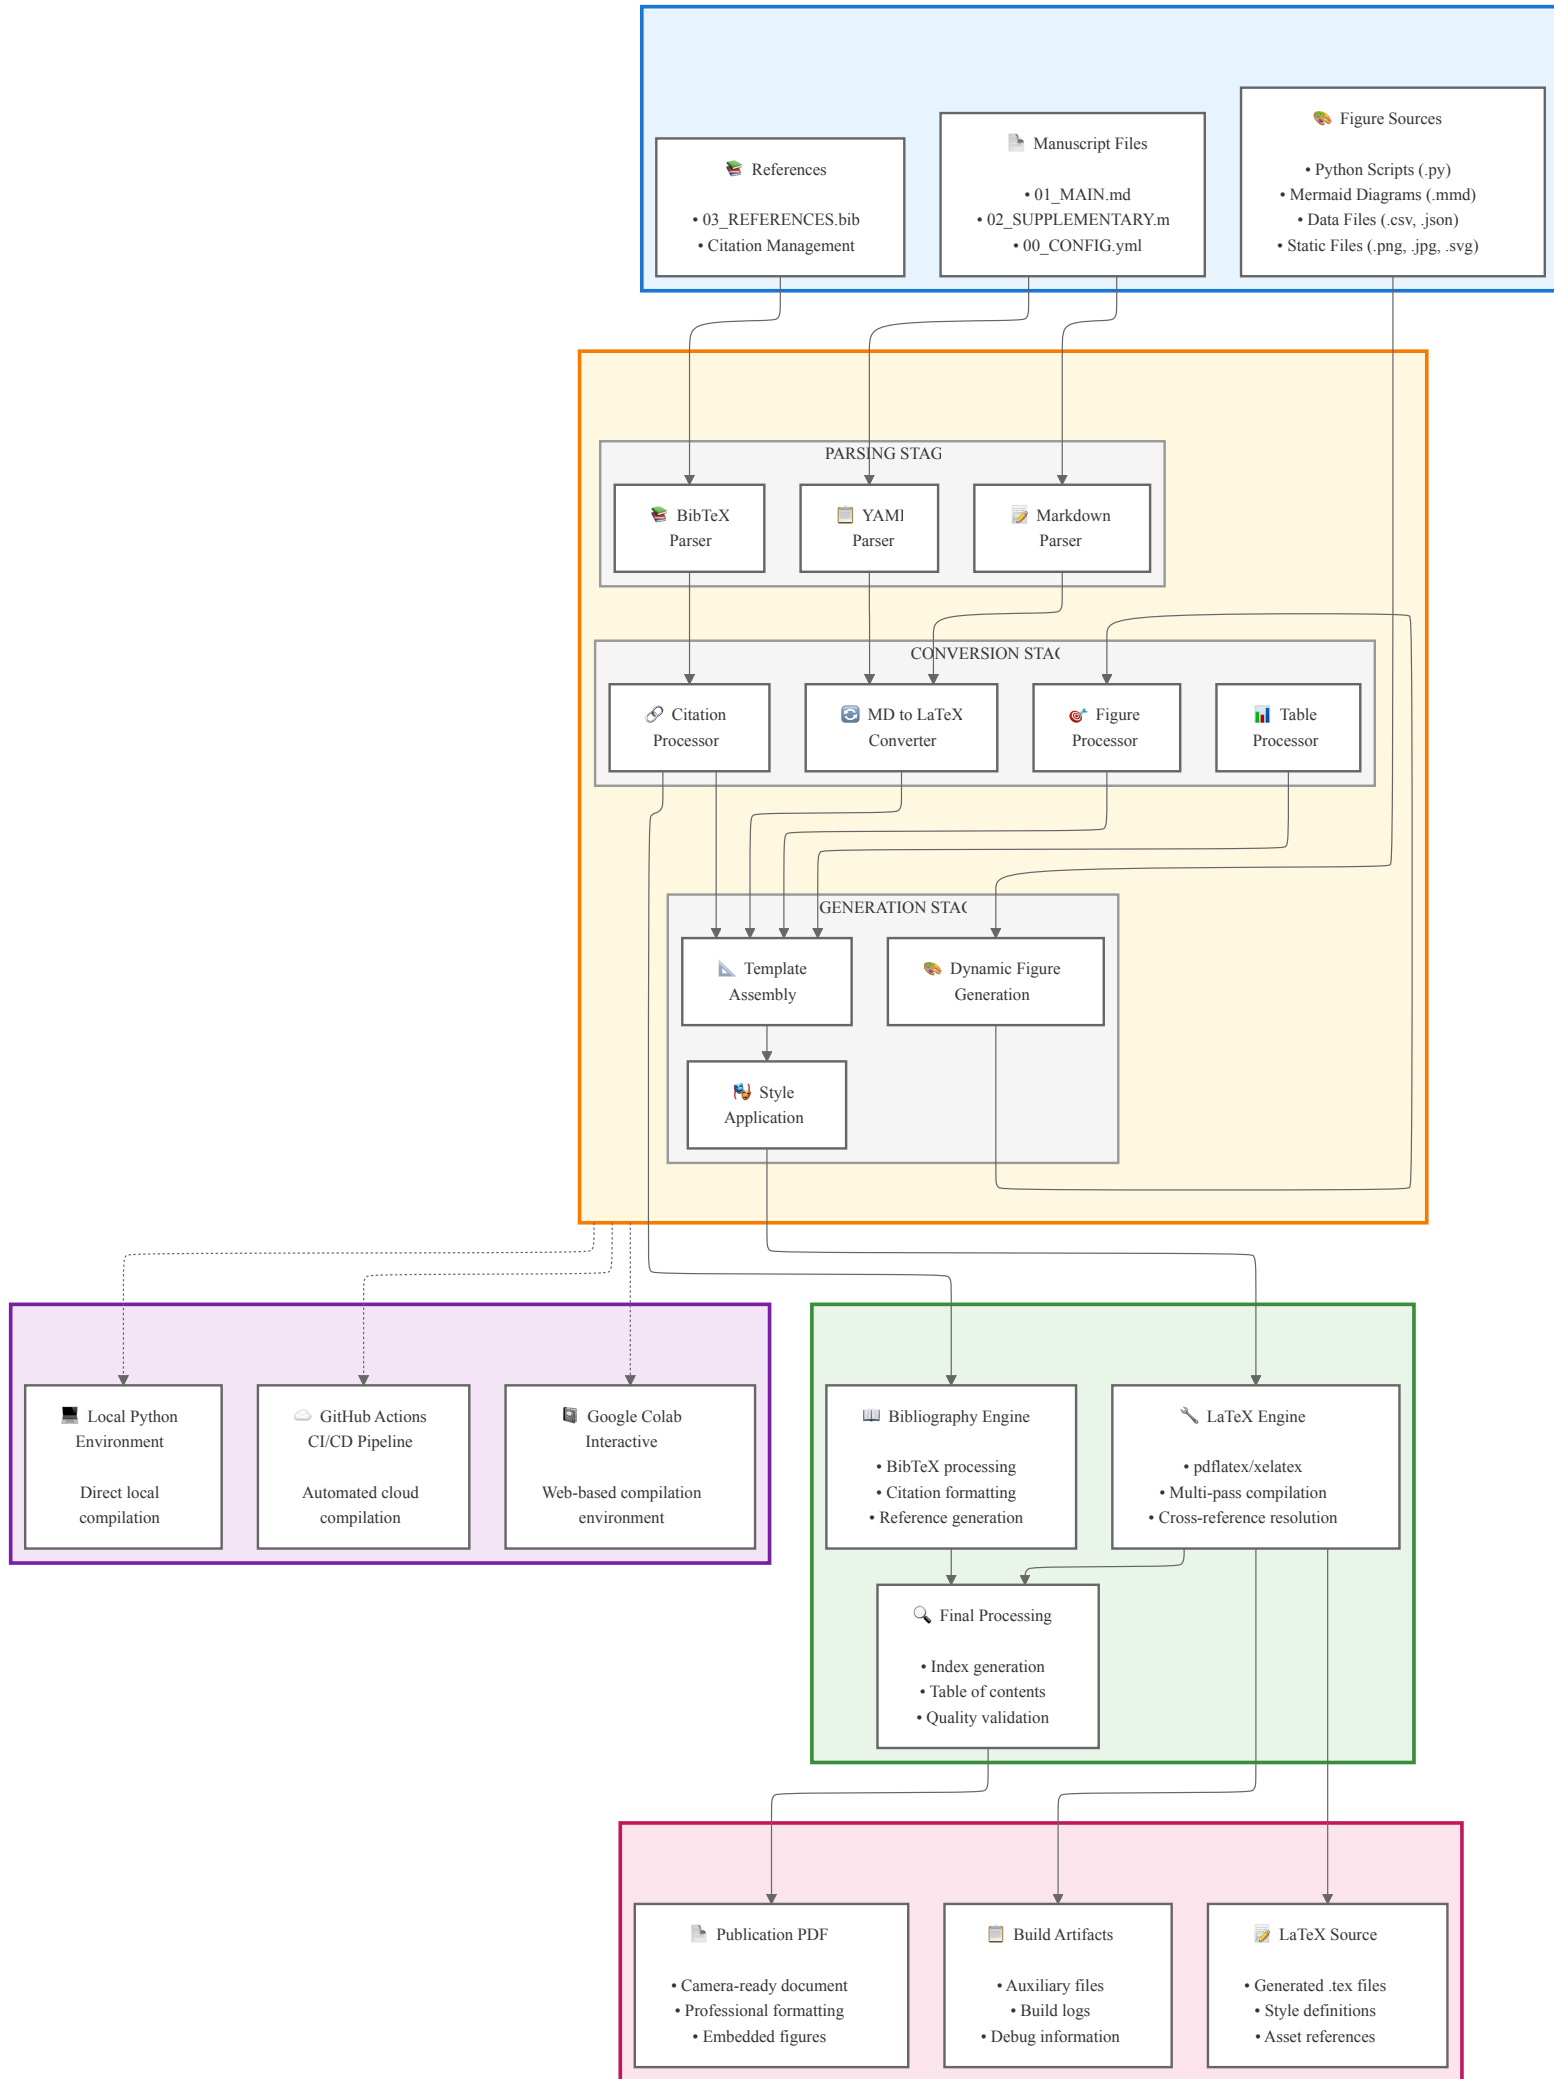 References
• 03_REFERENCES.bib
• Citation Management
Manuscript Files
• 01_MAIN.md
• 02_SUPPLEMENTARY.m
• 00_CONFIG.yml
Figure Sources
• Python Scripts (.py)
• Mermaid Diagrams (.mmd)
• Data Files (.csv, .json)
• Static Files (.png, .jpg, .svg)
PARSING STAG
BibTeX
Parser
YAML
Parser
Markdown
Parser
CONVERSION STAG
Citation
Processor
MD to LaTeX
Converter
Figure
Processor
Table
Processor
GENERATION STAG
Template
Assembly
Dynamic Figure
Generation
Style
Application
Local Python
Environment
Direct local
compilation
GitHub Actions
CI/CD Pipeline
Automated cloud
compilation
Google Colab
Interactive
Web-based compilation
environment
Bibliography Engine
• BibTeX processing
• Citation formatting
• Reference generation
LaTeX Engine
• pdflatex/xelatex
• Multi-pass compilation
• Cross-reference resolution
Final Processing
• Index generation
• Table of contents
• Quality validation
Publication PDF
• Camera-ready document
• Professional formatting
• Embedded figures
Build Artifacts
• Auxiliary files
• Build logs
• Debug information
LaTeX Source
• Generated .tex files
• Style definitions
• Asset references